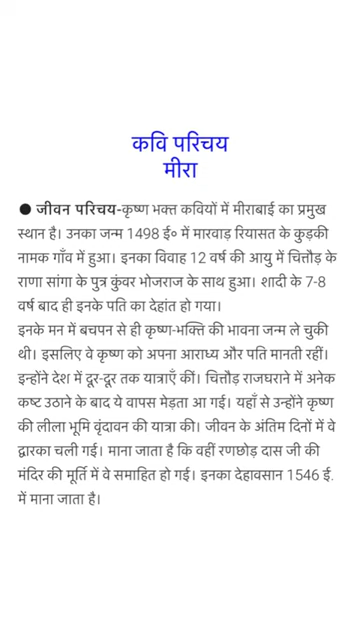 कवि परिचय
मीरा
● जीवन परिचय-कृष्ण भक्त कवियों में मीराबाई का प्रमुख
स्थान है। उनका जन्म 1498 ई० में मारवाड़ रियासत के कुड़की
नामक गाँव में हुआ। इनका विवाह 12 वर्ष की आयु में चित्तौड़ के
राणा सांगा के पुत्र कुंवर भोजराज के साथ हुआ। शादी के 7-8
वर्ष बाद ही इनके पति का देहांत हो गया।
इनके मन में बचपन से ही कृष्ण-भक्ति की भावना जन्म ले चुकी
थी। इसलिए वे कृष्ण को अपना आराध्य और पति मानती रहीं।
इन्होंने देश में दूर-दूर तक यात्राएँ कीं। चित्तौड़ राजघराने में अनेक
कष्ट उठाने के बाद ये वापस मेड़ता आ गई। यहाँ से उन्होंने कृष्ण
की लीला भूमि वृंदावन की यात्रा की। जीवन के अंतिम दिनों में वे
द्वारका चली गई। माना जाता है कि वहीं रणछोड़ दास जी की
मंदिर की मूर्ति में वे समाहित हो गई। इनका देहावसान 1546 ई.
में माना जाता है।